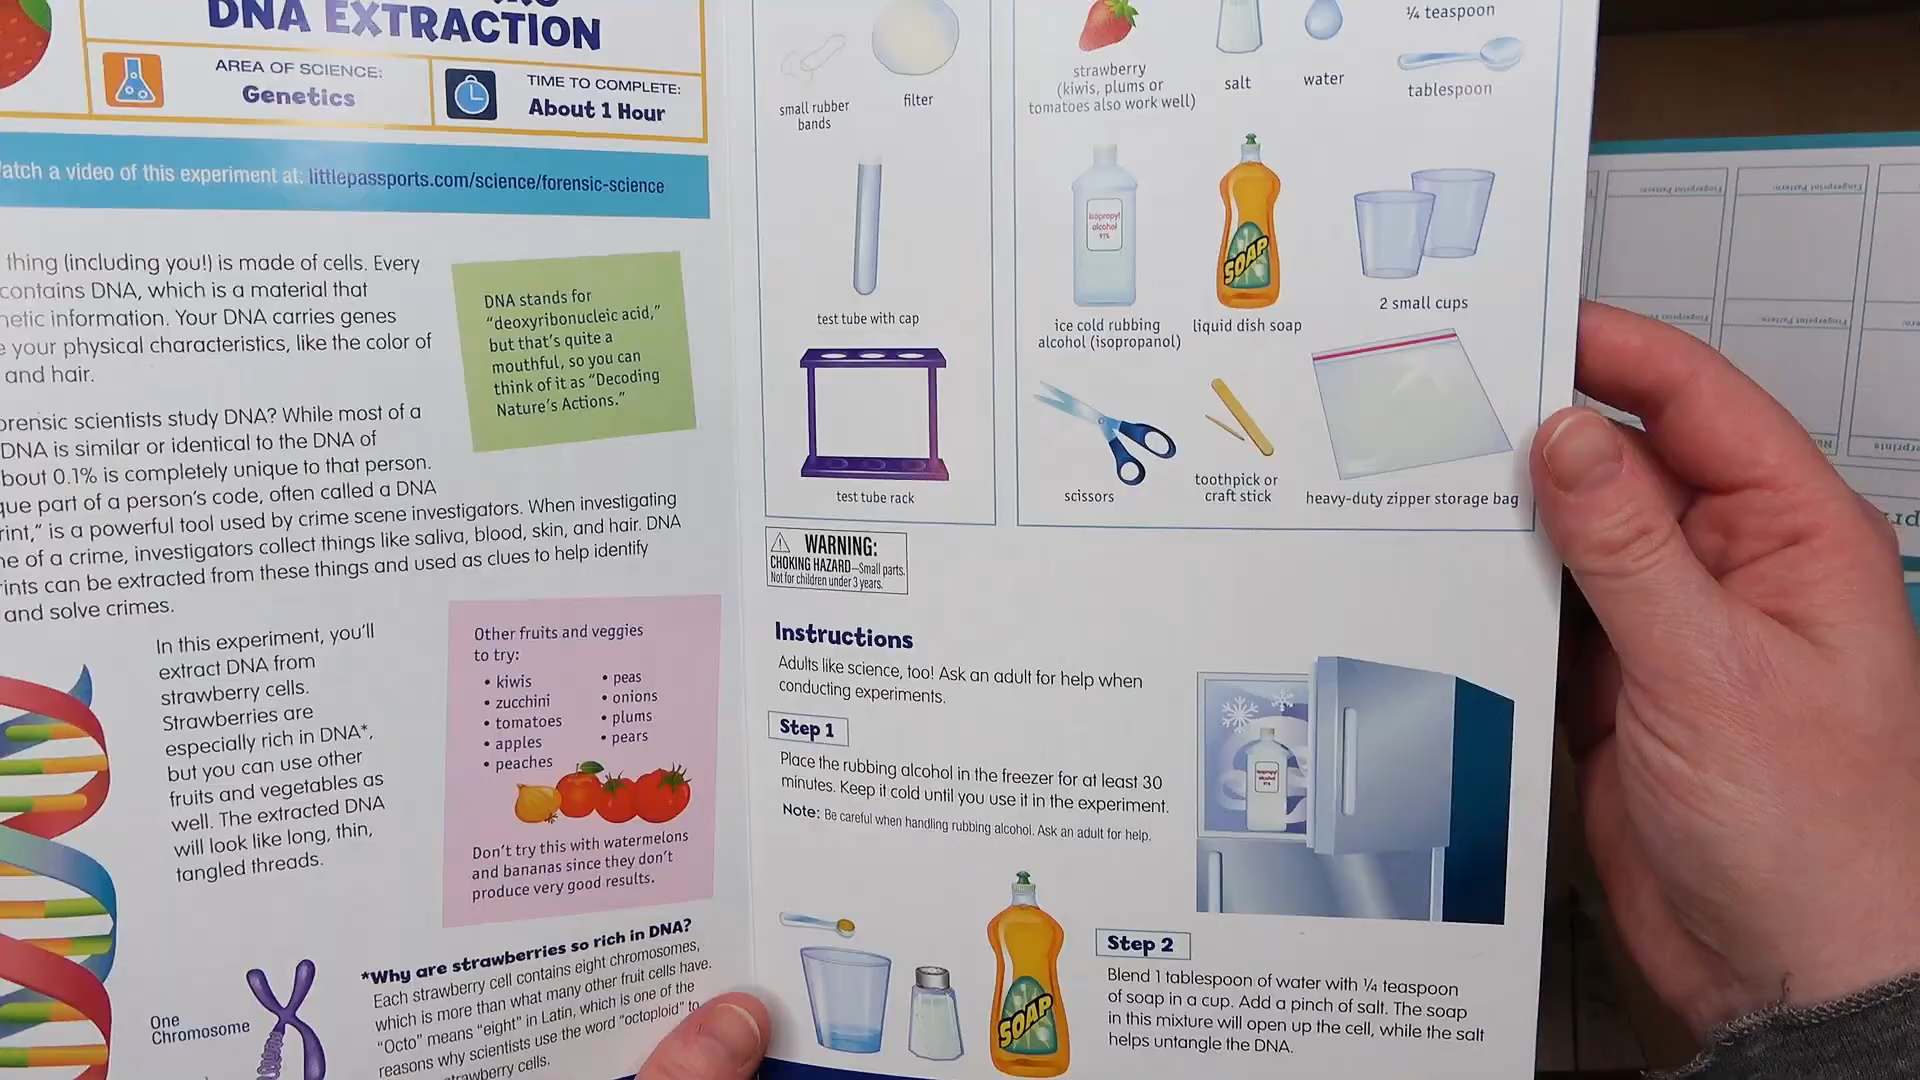 DNA EXTRACTION
AREA OF SCIENCE:
Genetics
TIME TO COMPLETE:
About 1 Hour
a video of this experiment at: littlepassports.com/science/forensic-science
thing (including you!) is made of cells. Every
contains DNA, which is a material that
information. Your DNA carries genes
your physical characteristics, like the color of
and hair.
DNA stands for
“deoxyribonucleic acid,”
but that’s quite a
mouthful, so you can
think of it as “Decoding
Nature’s Actions.”
scientists study DNA? While most of a
DNA is similar or identical to the DNA of
0.1% is completely unique to that person.
part of a person’s code, often called a DNA
is a powerful tool used by crime scene investigators. When investigating
of a crime, investigators collect things like saliva, blood, skin, and hair. DNA
can be extracted from these things and used as clues to help identify
and solve crimes.
In this experiment, you’ll
extract DNA from
strawberry cells.
Strawberries are
especially rich in DNA*,
but you can use other
fruits and vegetables as
well. The extracted DNA
will look like long, thin,
tangled threads.
Other fruits and veggies
to try:
• kiwis
• zucchini
• tomatoes
• apples
• peaches
• peas
• onions
• plums
• pears
Don’t try this with watermelons
and bananas since they don’t
produce very good results.
One
Chromosome
*Why are strawberries so rich in DNA?
Each strawberry cell contains eight chromosomes,
which is more than what many other fruit cells have.
“Octo” means “eight” in Latin, which is one of the
reasons why scientists use the word “octoploid” to
cells.
small rubber
bands
filter
test tube with cap
test tube rack
strawberry
(kiwis, plums or
tomatoes also work well)
salt
water
¼ teaspoon
tablespoon
Isopropyl
alcohol
91%
ice cold rubbing
alcohol (isopropanol)
SOAP
liquid dish soap
2 small cups
scissors
toothpick or
craft stick
heavy-duty zipper storage bag
WARNING:
CHOKING HAZARD—Small parts.
Not for children under 3 years.
Instructions
Adults like science, too! Ask an adult for help when
conducting experiments.
Step 1
Place the rubbing alcohol in the freezer for at least 30
minutes. Keep it cold until you use it in the experiment.
Note: Be careful when handling rubbing alcohol. Ask an adult for help.
SOAP
Step 2
Blend 1 tablespoon of water with ¼ teaspoon
of soap in a cup. Add a pinch of salt. The soap
in this mixture will open up the cell, while the salt
helps untangle the DNA.